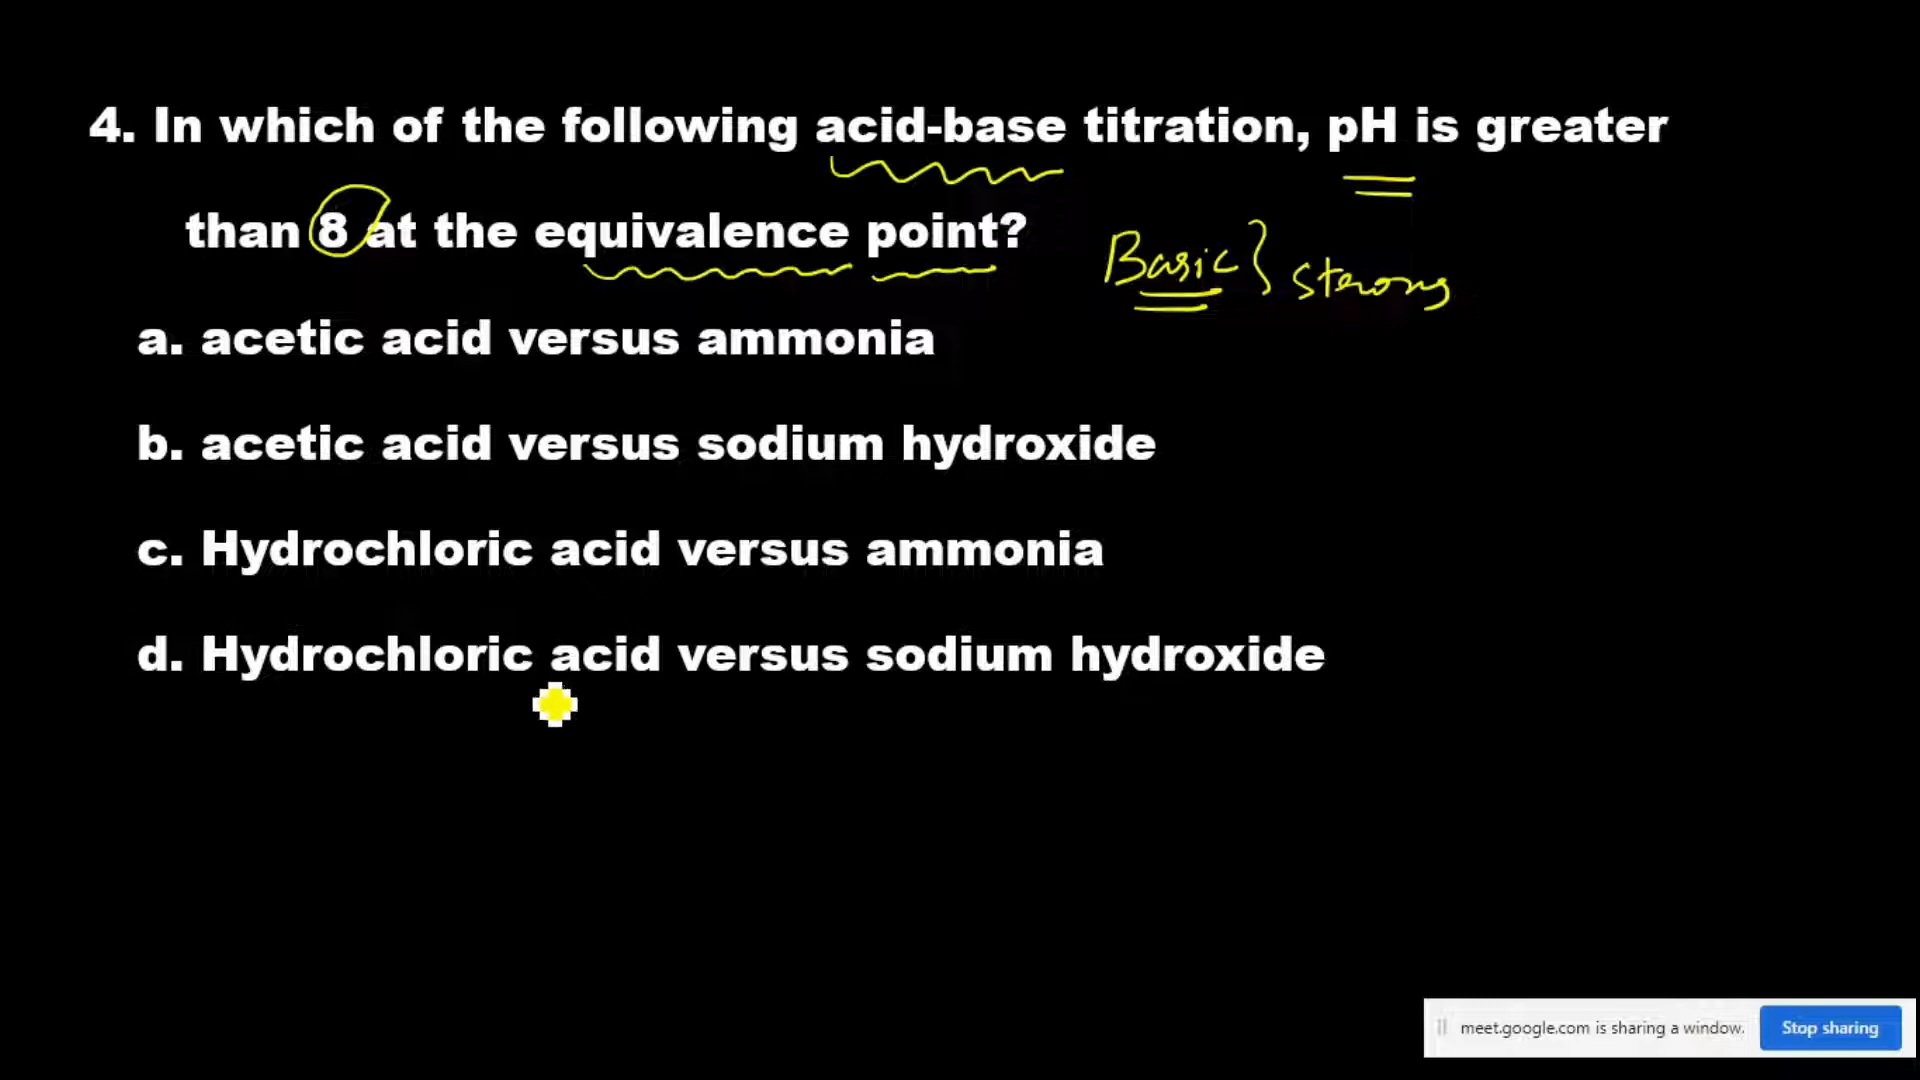 4. In which of the following acid-base titration, pH is greater
than 8 at the equivalence point?
Basic } Strong
a. acetic acid versus ammonia
b. acetic acid versus sodium hydroxide
c. Hydrochloric acid versus ammonia
d. Hydrochloric acid versus sodium hydroxide
meet.google.com is sharing a window. Stop sharing